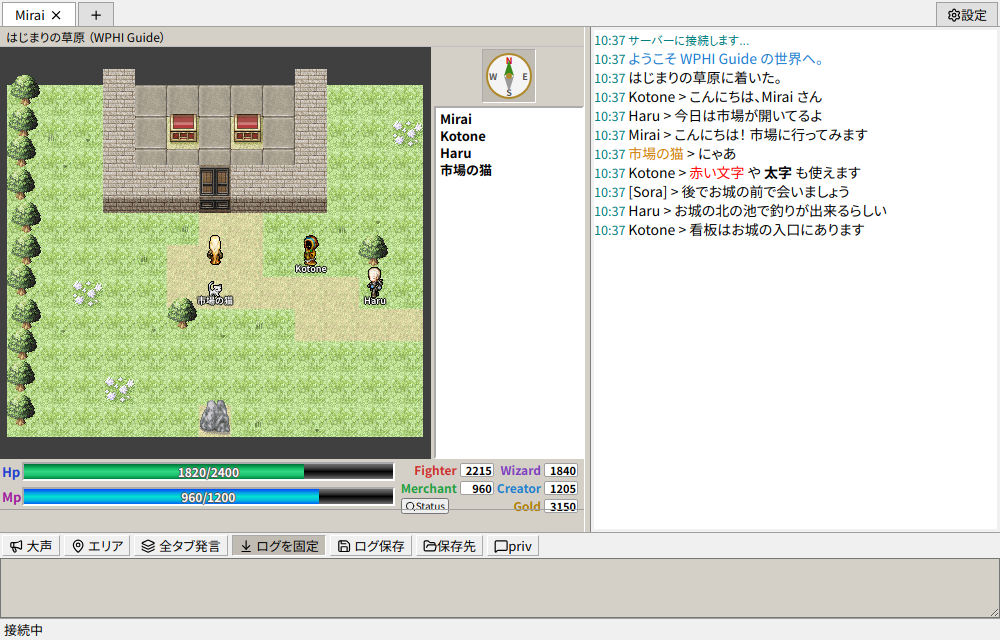 Mirai ✕
+
設定
はじまりの草原（WPHI Guide）
N
W E
S
Mirai
Kotone
Haru
市場の猫
Kotone
Haru
市場の猫
Hp 1820/2400
Mp 960/1200
Fighter 2215 Wizard 1840
Merchant 960 Creator 1205
Status Gold 3150
10:37 サーバーに接続します...
10:37 ようこそ WPHI Guide の世界へ。
10:37 はじまりの草原に着いた。
10:37 Kotone > こんにちは、Mirai さん
10:37 Haru > 今日は市場が開いてるよ
10:37 Mirai > こんにちは！ 市場に行ってみます
10:37 市場の猫 > にゃあ
10:37 Kotone > 赤い文字 や 太字 も使えます
10:37 [Sora] > 後でお城の前で会いましょう
10:37 Haru > お城の北の池で釣りが出来るらしい
10:37 Kotone > 看板はお城の入口にあります
大声 エリア 全タブ発言 ログを固定 ログ保存 保存先 priv
接続中